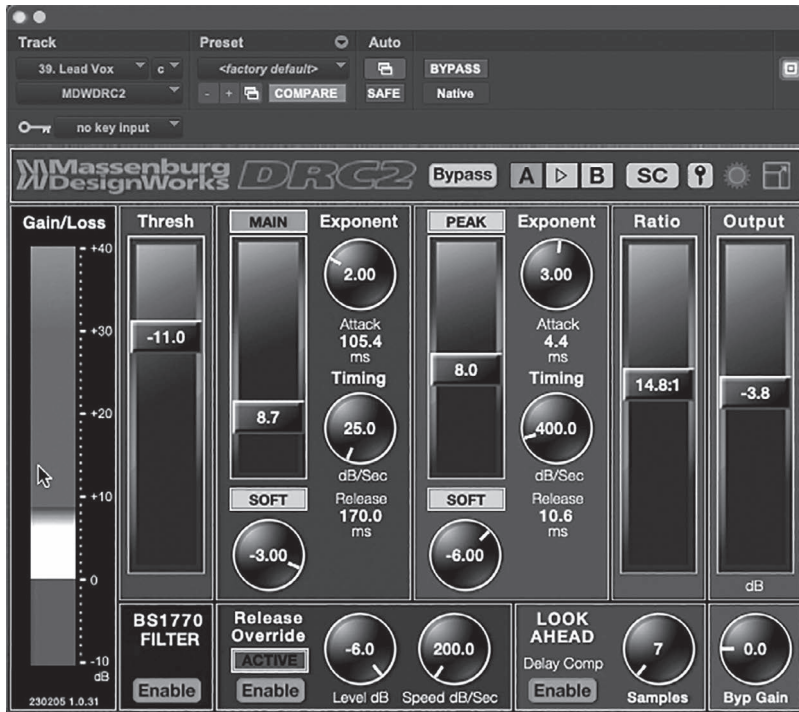 Track Preset Auto
39. Lead Vox c <factory default> BYPASS
MDWDRC2 - + COMPARE SAFE Native
no key input
Massenburg
DesignWorks DRC2 Bypass A B SC
Gain/Loss Thresh MAIN Exponent PEAK Exponent Ratio Output
+40
2.00 3.00
+30
-11.0
Attack Attack
105.4 4.4
ms ms
Timing Timing
8.0
14.8:1 -3.8
+20
8.7
25.0 400.0
dB/Sec dB/Sec
+10
SOFT Release SOFT Release
170.0 10.6
ms ms
-3.00 -6.00
0
dB
BS1770
FILTER
Release
Override
ACTIVE
Enable
Enable
-6.0 200.0
Level dB Speed dB/Sec
LOOK
AHEAD
Delay Comp
Enable
7
Samples
0.0
Byp Gain
-10
dB
230205 1.0.31